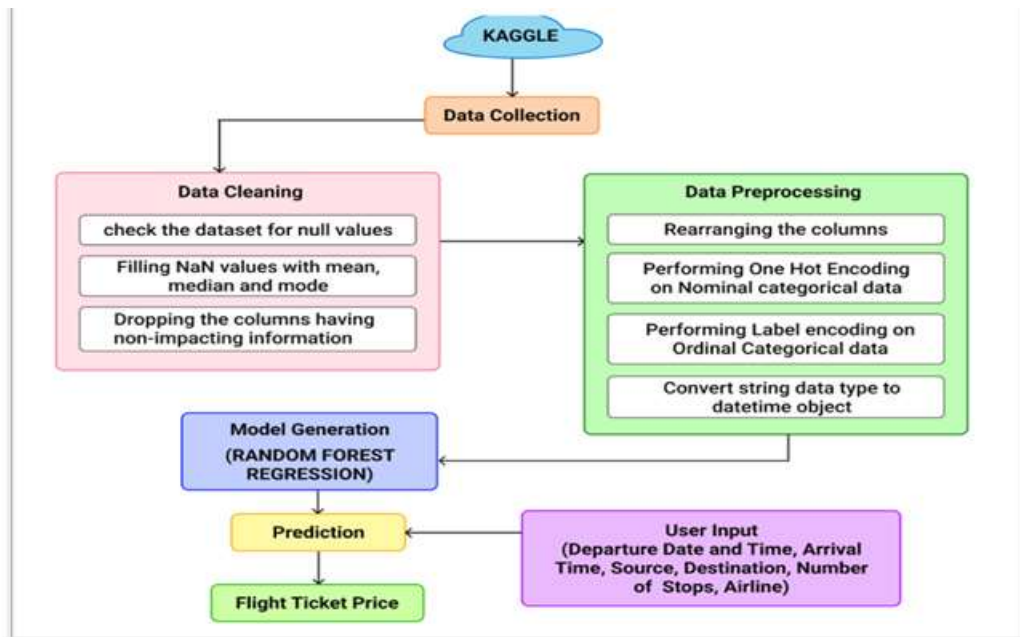 KAGGLE
Data Collection
Data Cleaning
check the dataset for null values
Filling NaN values with mean,
median and mode
Dropping the columns having
non-impacting information
Data Preprocessing
Rearranging the columns
Performing One Hot Encoding
on Nominal categorical data
Performing Label encoding on
Ordinal Categorical data
Convert string data type to
datetime object
Model Generation
(RANDOM FOREST
REGRESSION)
Prediction
User Input
(Departure Date and Time, Arrival
Time, Source, Destination, Number
of Stops, Airline)
Flight Ticket Price